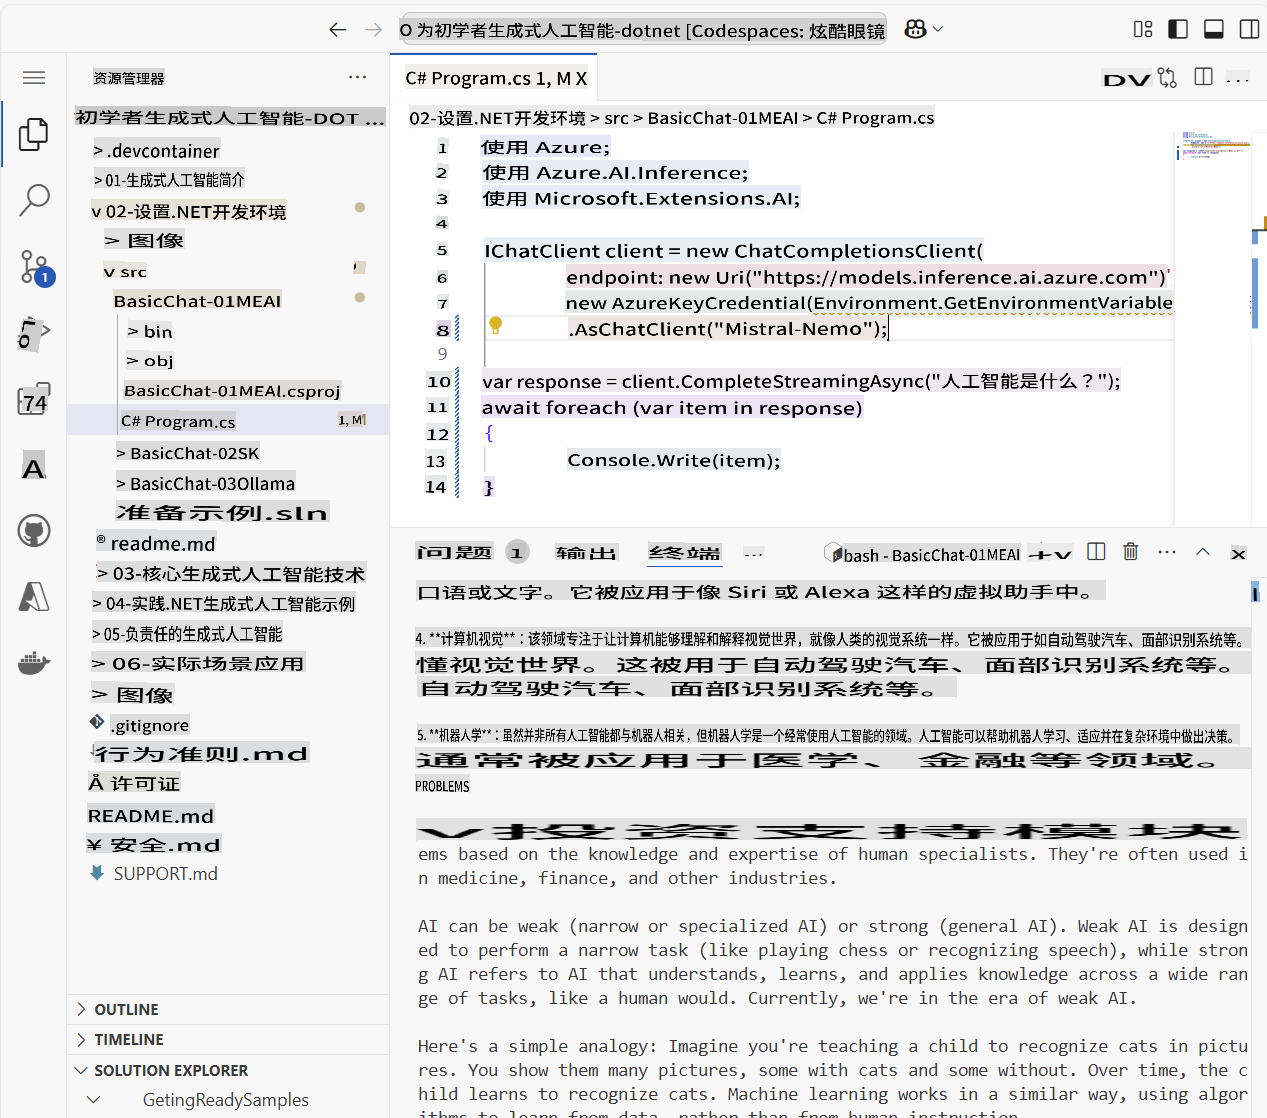 O 为初学者生成式人工智能-dotnet [Codespaces: 炫酷眼镜
资源管理器
初学者生成式人工智能-DOT ...
> .devcontainer
> 01-生成式人工智能简介
v 02-设置.NET开发环境
> 图像
v src
BasicChat-01MEAI
> bin
> obj
BasicChat-01MEAI.csproj
C# Program.cs
1, M
> BasicChat-02SK
> BasicChat-03Ollama
准备示例.sln
readme.md
> 03-核心生成式人工智能技术
> 04-实践.NET生成式人工智能示例
> 05-负责任的生成式人工智能
> 06-实际场景应用
> 图像
.gitignore
行为准则.md
Å 许可证
README.md
¥ 安全.md
SUPPORT.md
OUTLINE
TIMELINE
SOLUTION EXPLORER
GetingReadySamples
1
74
A
C# Program.cs 1, M X
DV
02-设置.NET开发环境 > src > BasicChat-01MEAI > C# Program.cs
1 使用 Azure;
2 使用 Azure.AI.Inference;
3 使用 Microsoft.Extensions.AI;
4
5 IChatClient client = new ChatCompletionsClient(
6 endpoint: new Uri("https://models.inference.ai.azure.com")'
7 new AzureKeyCredential(Environment.GetEnvironmentVariable
8 .AsChatClient("Mistral-Nemo");
9
10 var response = client.CompleteStreamingAsync("人工智能是什么？");
11 await foreach (var item in response)
12 {
13 Console.Write(item);
14 }
问题 1 输出 终端 ... bash - BasicChat-01MEAI +v ... x
口语或文字。它被应用于像 Siri 或 Alexa 这样的虚拟助手中。
4. **计算机视觉**：该领域专注于让计算机能够理解和解释视觉世界，就像人类的视觉系统一样。它被应用于如自动驾驶汽车、面部识别系统等。
懂视觉世界。这被用于自动驾驶汽车、面部识别系统等。
自动驾驶汽车、面部识别系统等。
5. **机器人学**：虽然并非所有人工智能都与机器人相关，但机器人学是一个经常使用人工智能的领域。人工智能可以帮助机器人学习、适应并在复杂环境中做出决策。
通常被应用于医学、金融等领域。
PROBLEMS
v投资支持模块
ems based on the knowledge and expertise of human specialists. They're often used i
n medicine, finance, and other industries.
AI can be weak (narrow or specialized AI) or strong (general AI). Weak AI is design
ed to perform a narrow task (like playing chess or recognizing speech), while stron
g AI refers to AI that understands, learns, and applies knowledge across a wide ran
ge of tasks, like a human would. Currently, we're in the era of weak AI.
Here's a simple analogy: Imagine you're teaching a child to recognize cats in pictu
res. You show them many pictures, some with cats and some without. Over time, the c
hild learns to recognize cats. Machine learning works in a similar way, using algor
ithms to learn from data, rather than from human instruction.